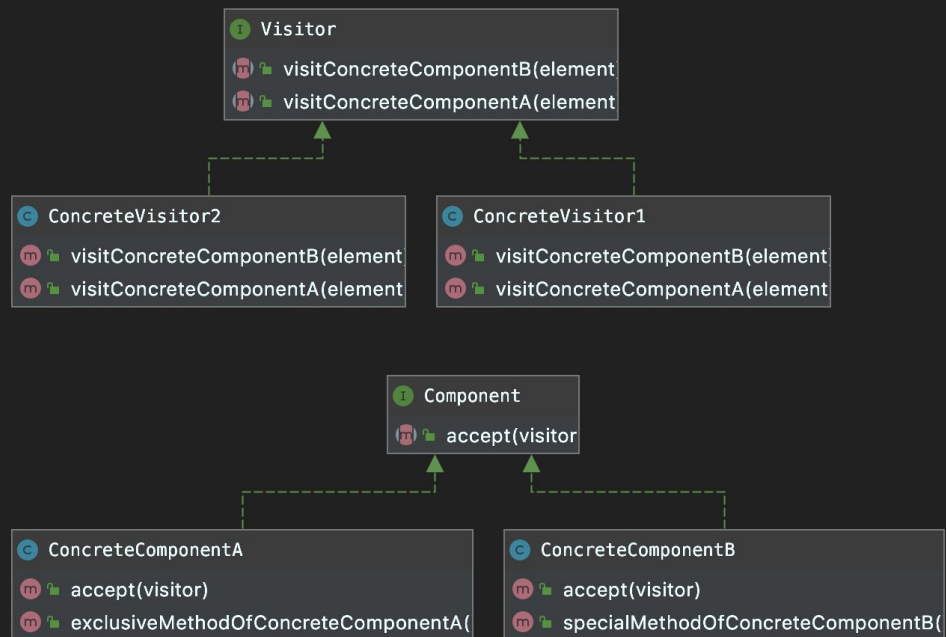 I Visitor
m visitConcreteComponentB(element
m visitConcreteComponentA(element
C ConcreteVisitor2
m visitConcreteComponentB(element
m visitConcreteComponentA(element
C ConcreteVisitor1
m visitConcreteComponentB(element
m visitConcreteComponentA(element
I Component
m accept(visitor
C ConcreteComponentA
m accept(visitor)
m exclusiveMethodOfConcreteComponentA(
C ConcreteComponentB
m accept(visitor)
m specialMethodOfConcreteComponentB(